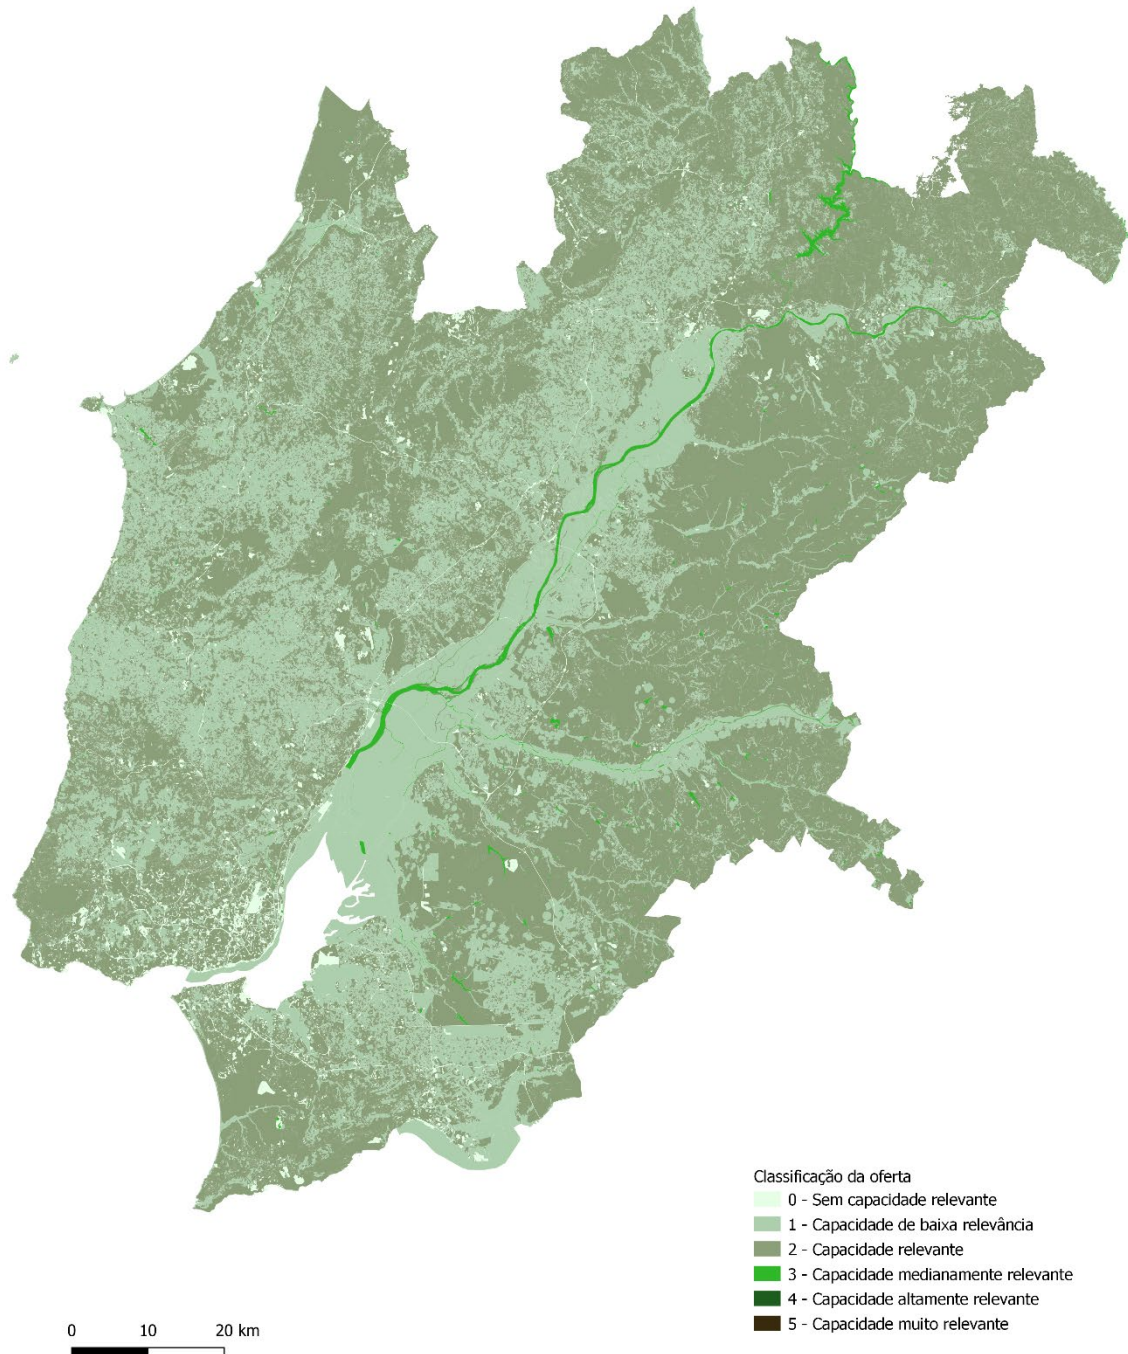 Classificação da oferta
0 - Sem capacidade relevante
1 - Capacidade de baixa relevância
2 - Capacidade relevante
3 - Capacidade medianamente relevante
4 - Capacidade altamente relevante
5 - Capacidade muito relevante
0 10 20 km